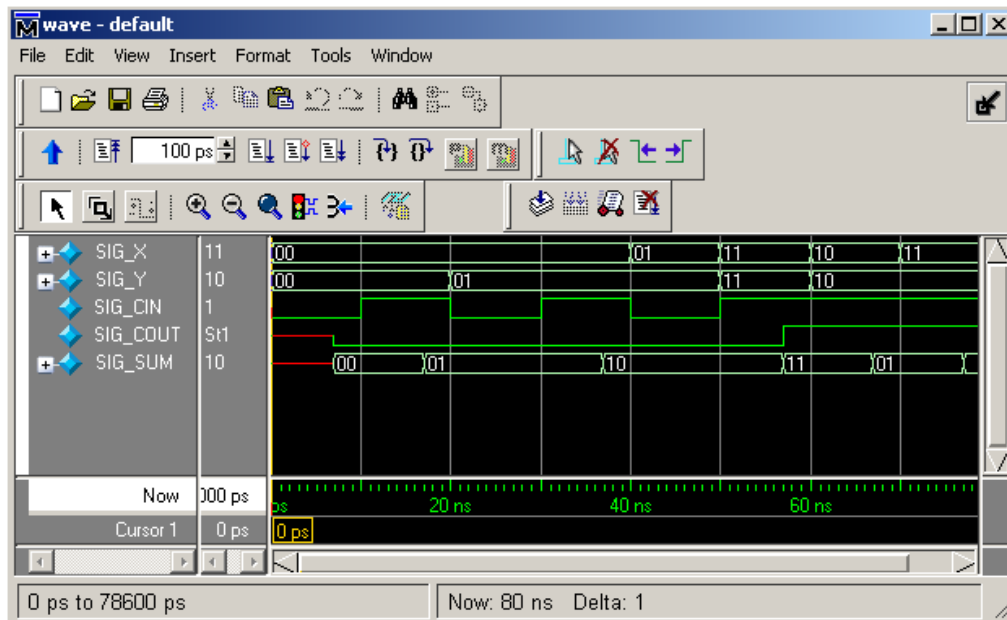 wave - default
File Edit View Insert Format Tools Window
100 ps
SIG_X 11 00 01 11 10 11
SIG_Y 10 00 01 11 10
SIG_CIN 1
SIG_COUT St1
SIG_SUM 10 00 01 10 11 01
Now 000 ps ps 20 ns 40 ns 60 ns
Cursor 1 0 ps 0 ps
0 ps to 78600 ps Now: 80 ns Delta: 1